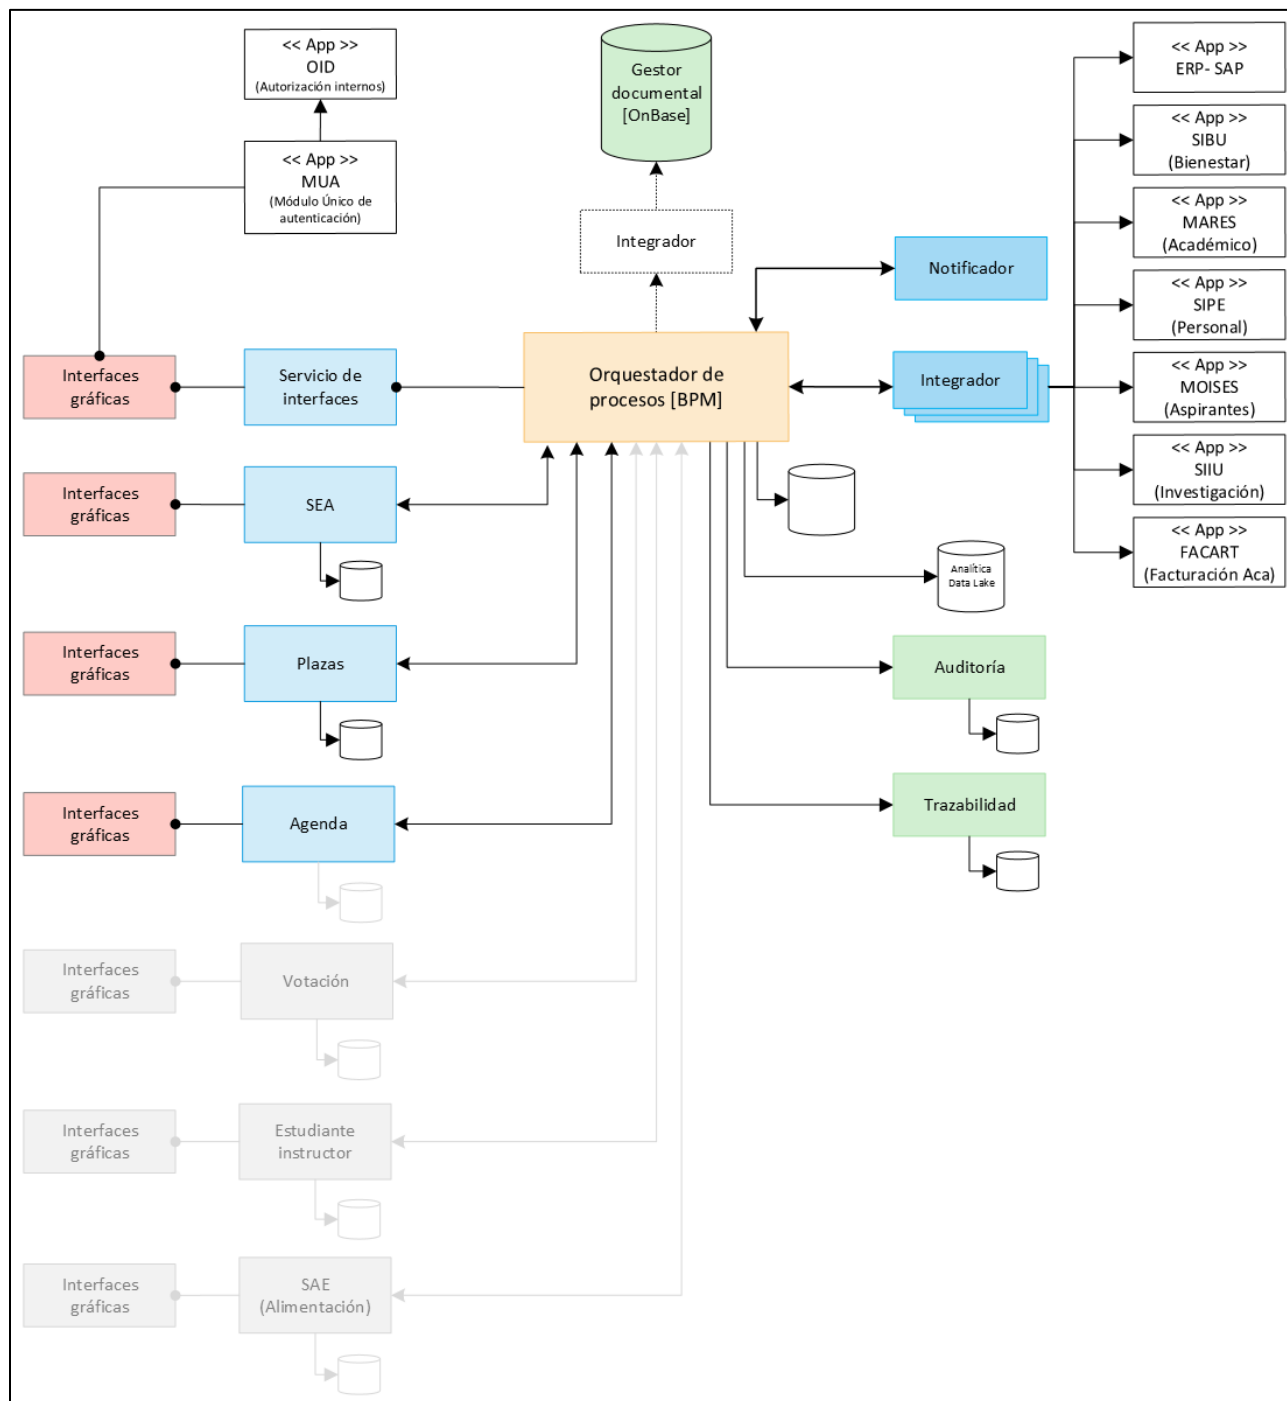 << App >>
OID
(Autorización internos)
<< App >>
MUA
(Módulo Único de
autenticación)
Gestor
documental
[OnBase]
Integrador
Notificador
Integrador
Orquestador de
procesos [BPM]
Interfaces
gráficas
Servicio de
interfaces
Interfaces
gráficas
SEA
Interfaces
gráficas
Plazas
Interfaces
gráficas
Agenda
Interfaces
gráficas
Votación
Interfaces
gráficas
Estudiante
instructor
Interfaces
gráficas
SAE
(Alimentación)
Analítica
Data Lake
Auditoría
Trazabilidad
<< App >>
ERP- SAP
<< App >>
SIBU
(Bienestar)
<< App >>
MARES
(Académico)
<< App >>
SIPE
(Personal)
<< App >>
MOISES
(Aspirantes)
<< App >>
SIIU
(Investigación)
<< App >>
FACART
(Facturación Aca)